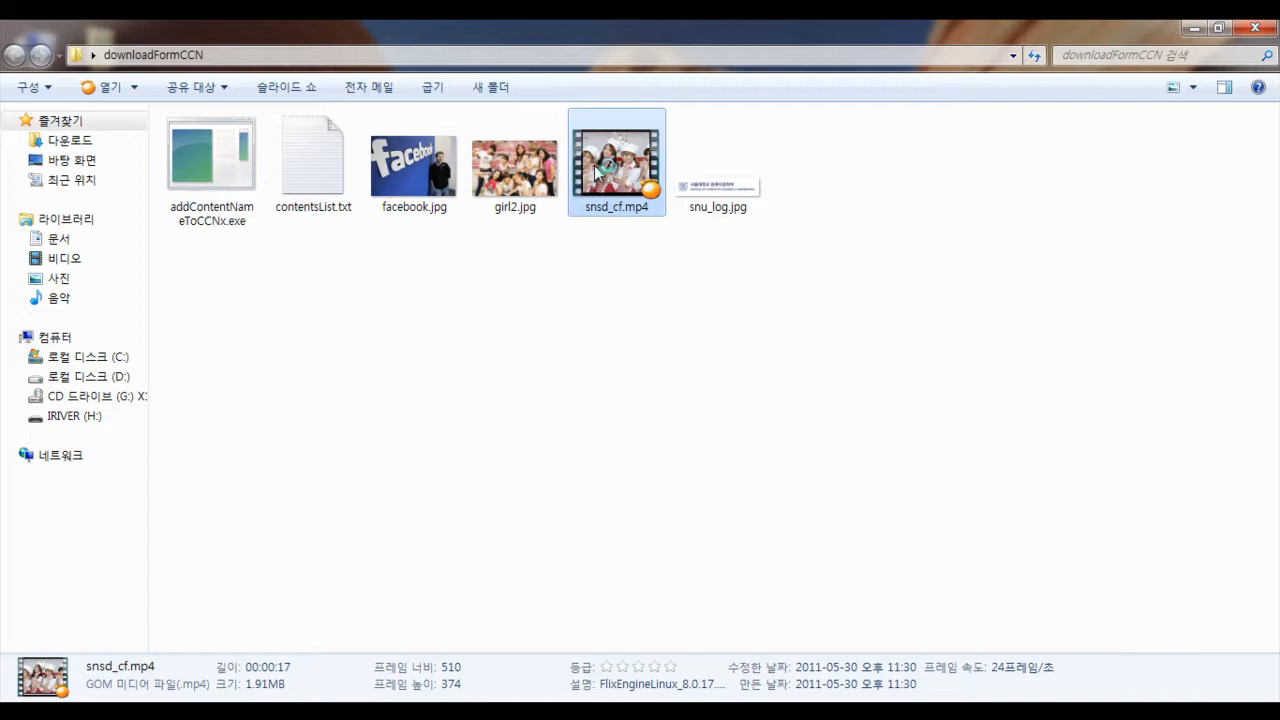 downloadFormCCN
downloadFormCCN 검색
구성
열기
공유 대상
슬라이드 쇼
전자 메일
굽기
새 폴더
즐겨찾기
다운로드
바탕 화면
최근 위치
라이브러리
문서
비디오
사진
음악
컴퓨터
로컬 디스크 (C:)
로컬 디스크 (D:)
CD 드라이브 (G:) X:
IRIVER (H:)
네트워크
facebook
addContentNam
eToCCNx.exe
contentsList.txt
facebook.jpg
girl2.jpg
snsd_cf.mp4
snu_log.jpg
snsd_cf.mp4
길이: 00:00:17
프레임 너비: 510
등급:
수정한 날짜: 2011-05-30 오후 11:30
프레임 속도: 24프레임/초
GOM 미디어 파일(.mp4)
크기: 1.91MB
프레임 높이: 374
설명: FlixEngineLinux_8.0.17....
만든 날짜: 2011-05-30 오후 11:30